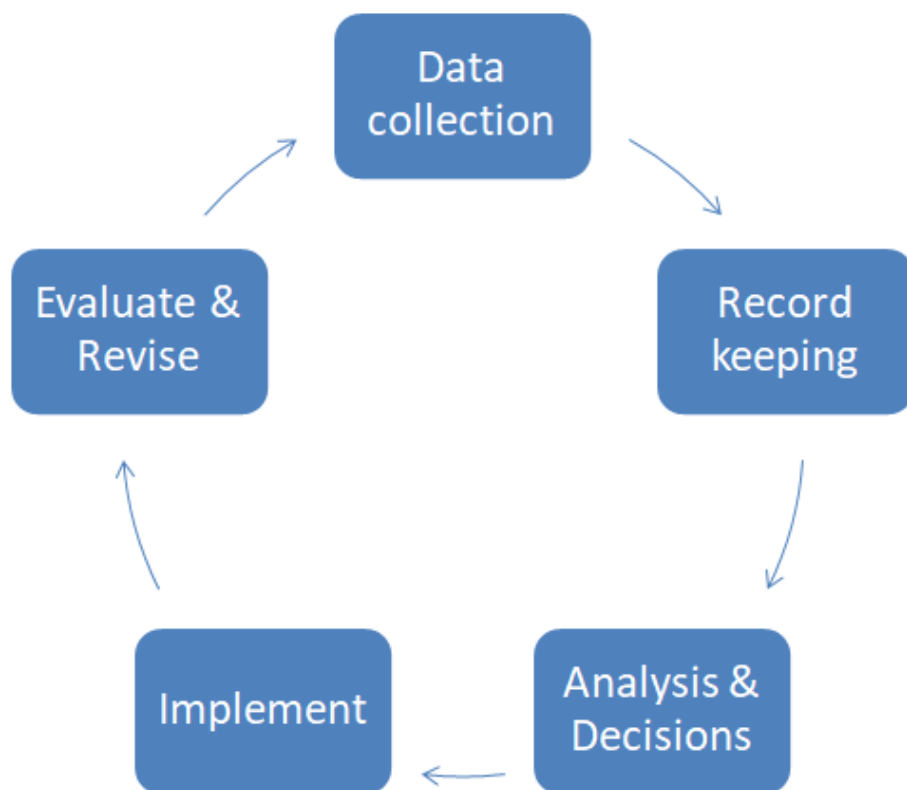 Data
collection
Record
keeping
Analysis &
Decisions
Implement
Evaluate &
Revise